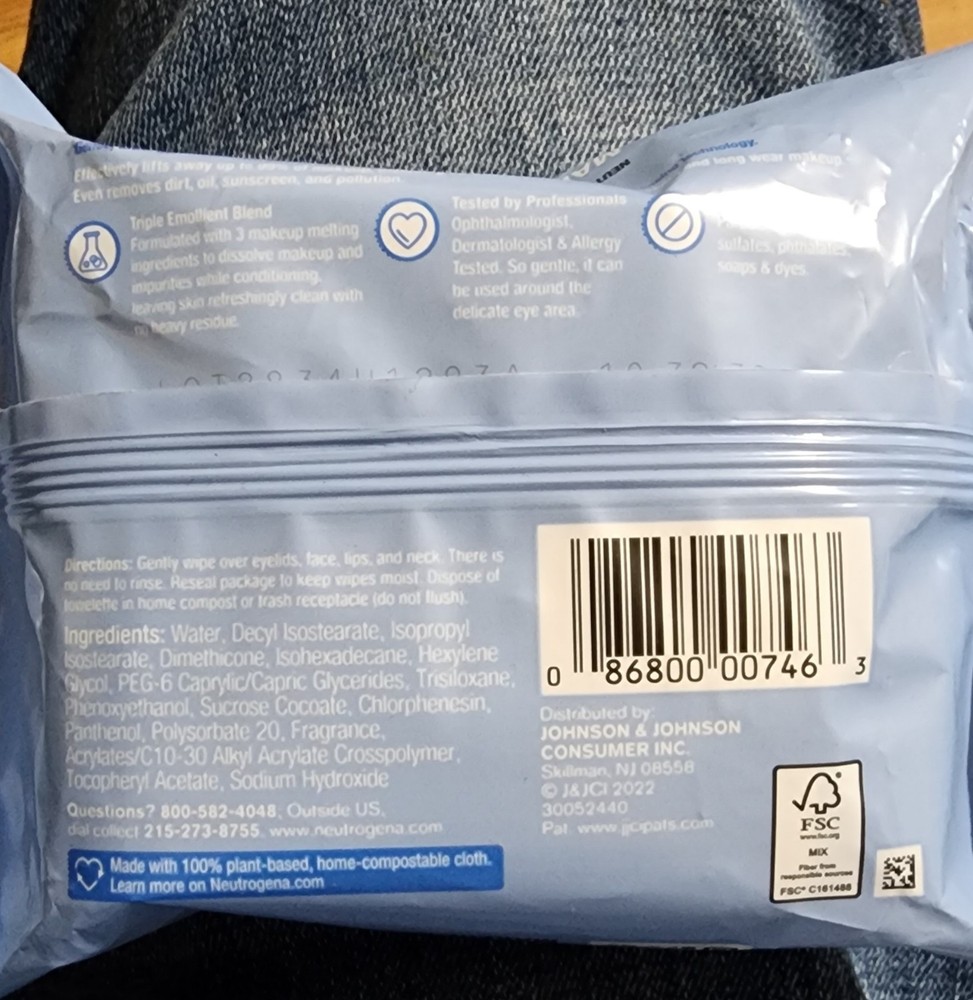 Effectively lifts away up to
Even removes dirt, oil, sunscreen, and pollution.
Triple Emollient Blend
Formulated with 3 makeup melting
ingredients to dissolve makeup and
impurities while conditioning,
leaving skin refreshingly clean with
no heavy residue.
Tested by Professionals
Ophthalmologist,
Dermatologist & Allergy
Tested. So gentle, it can
be used around the
delicate eye area.
technology.
and long wear makeup
sulfates, phthalates,
soaps & dyes.
Directions: Gently wipe over eyelids, face, lips, and neck. There is
no need to rinse. Reseal package to keep wipes moist. Dispose of
towelette in home compost or trash receptacle (do not flush).
Ingredients: Water, Decyl Isostearate, Isopropyl
Isostearate, Dimethicone, Isohexadecane, Hexylene
Glycol, PEG-6 Caprylic/Capric Glycerides, Trisiloxane,
Phenoxyethanol, Sucrose Cocoate, Chlorphenesin,
Panthenol, Polysorbate 20, Fragrance,
Acrylates/C10-30 Alkyl Acrylate Crosspolymer,
Tocopheryl Acetate, Sodium Hydroxide
Questions? 800-582-4048; Outside US,
dial collect 215-273-8755. www.neutrogena.com
Made with 100% plant-based, home-compostable cloth.
Learn more on Neutrogena.com
0 86800 00746 3
Distributed by:
JOHNSON & JOHNSON
CONSUMER INC.
Skillman, NJ 08558
© J&JCI 2022
30052440
Pat. www.jjcipats.com
FSC
www.fsc.org
MIX
Fiber from
responsible sources
FSC® C161488